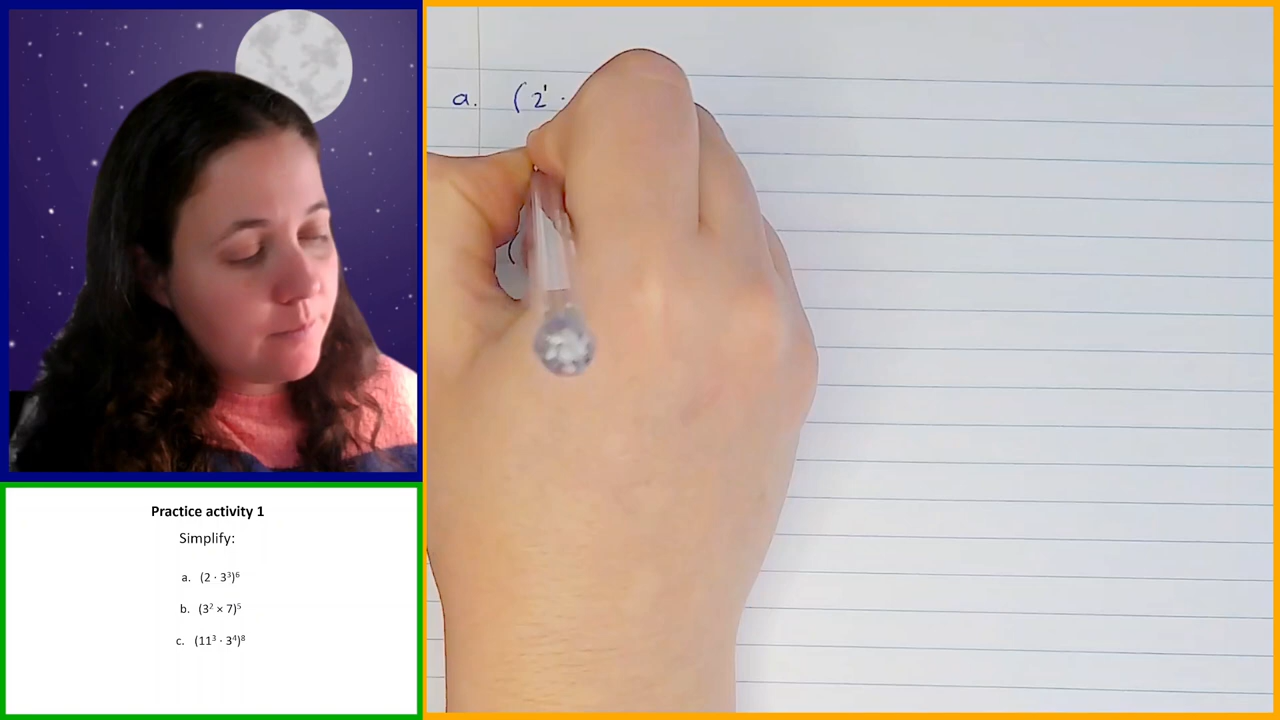 a. (2¹ ·
(
Practice activity 1
Simplify:
a. (2 · 3³)⁶
b. (3² × 7)⁵
c. (11³ · 3⁴)⁸